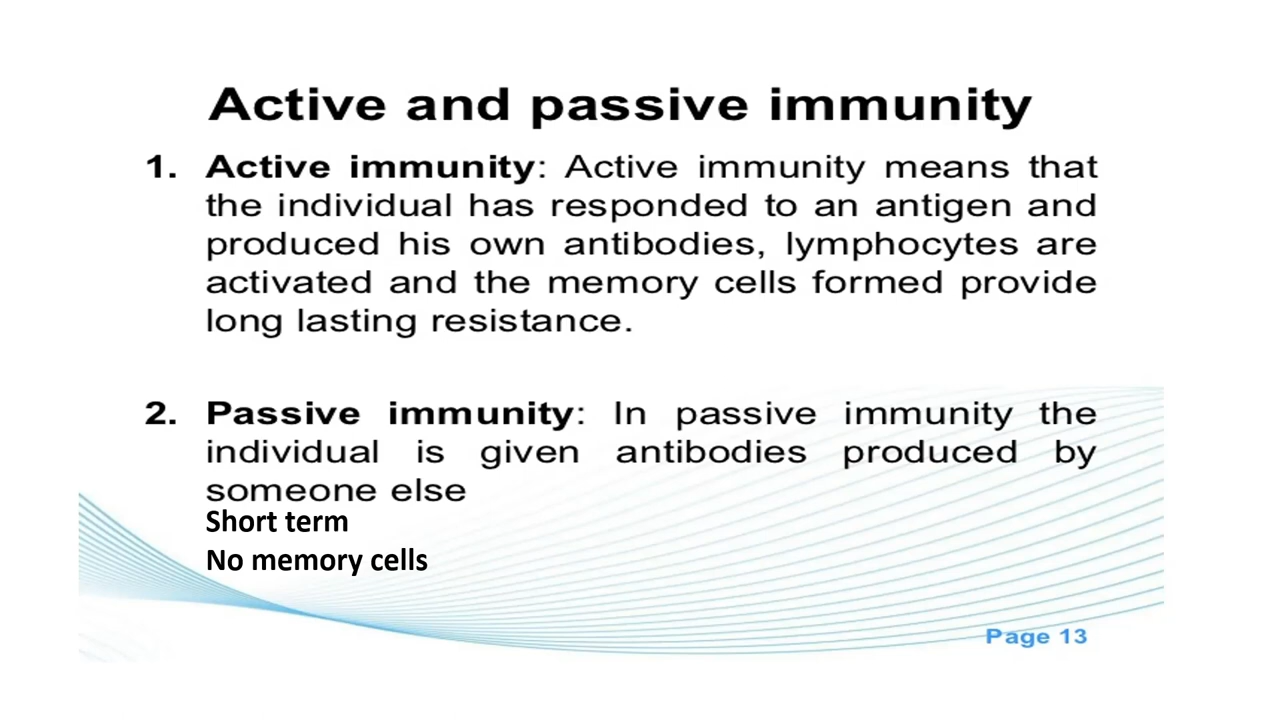 Active and passive immunity
1. Active immunity: Active immunity means that
the individual has responded to an antigen and
produced his own antibodies, lymphocytes are
activated and the memory cells formed provide
long lasting resistance.
2. Passive immunity: In passive immunity the
individual is given antibodies produced by
someone else
Short term
No memory cells
Page 13